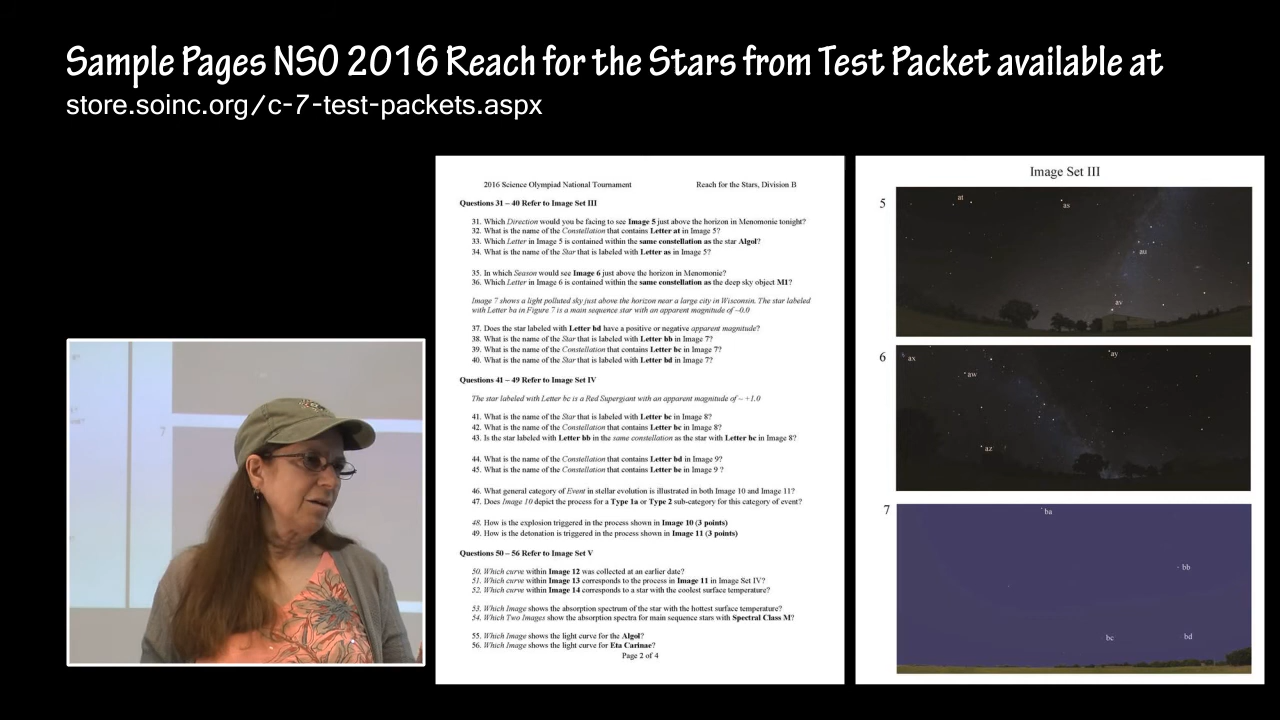 Sample Pages NSO 2016 Reach for the Stars from Test Packet available at
store.soinc.org/c-7-test-packets.aspx
7
2016 Science Olympiad National Tournament Reach for the Stars, Division B
Questions 31 – 40 Refer to Image Set III
31. Which Direction would you be facing to see Image 5 just above the horizon in Menomonie tonight?
32. What is the name of the Constellation that contains Letter at in Image 5?
33. Which Letter in Image 5 is contained within the same constellation as the star Algol?
34. What is the name of the Star that is labeled with Letter as in Image 5?
35. In which Season would see Image 6 just above the horizon in Menomonie?
36. Which Letter in Image 6 is contained within the same constellation as the deep sky object M1?
Image 7 shows a light polluted sky just above the horizon near a large city in Wisconsin. The star labeled
with Letter ba in Figure 7 is a main sequence star with an apparent magnitude of ~0.0
37. Does the star labeled with Letter bd have a positive or negative apparent magnitude?
38. What is the name of the Star that is labeled with Letter bb in Image 7?
39. What is the name of the Constellation that contains Letter bc in Image 7?
40. What is the name of the Star that is labeled with Letter bd in Image 7?
Questions 41 – 49 Refer to Image Set IV
The star labeled with Letter bc is a Red Supergiant with an apparent magnitude of ~ +1.0
41. What is the name of the Star that is labeled with Letter bc in Image 8?
42. What is the name of the Constellation that contains Letter bc in Image 8?
43. Is the star labeled with Letter bb in the same constellation as the star with Letter bc in Image 8?
44. What is the name of the Constellation that contains Letter bd in Image 9?
45. What is the name of the Constellation that contains Letter be in Image 9 ?
46. What general category of Event in stellar evolution is illustrated in both Image 10 and Image 11?
47. Does Image 10 depict the process for a Type 1a or Type 2 sub-category for this category of event?
48. How is the explosion triggered in the process shown in Image 10 (3 points)
49. How is the detonation is triggered in the process shown in Image 11 (3 points)
Questions 50 – 56 Refer to Image Set V
50. Which curve within Image 12 was collected at an earlier date?
51. Which curve within Image 13 corresponds to the process in Image 11 in Image Set IV?
52. Which curve within Image 14 corresponds to a star with the coolest surface temperature?
53. Which Image shows the absorption spectrum of the star with the hottest surface temperature?
54. Which Two Images show the absorption spectra for main sequence stars with Spectral Class M?
55. Which Image shows the light curve for the Algol?
56. Which Image shows the light curve for Eta Carinae?
Page 2 of 4
Image Set III
5
at
as
au
av
6
ax
ay
aw
az
7
ba
bb
bc
bd